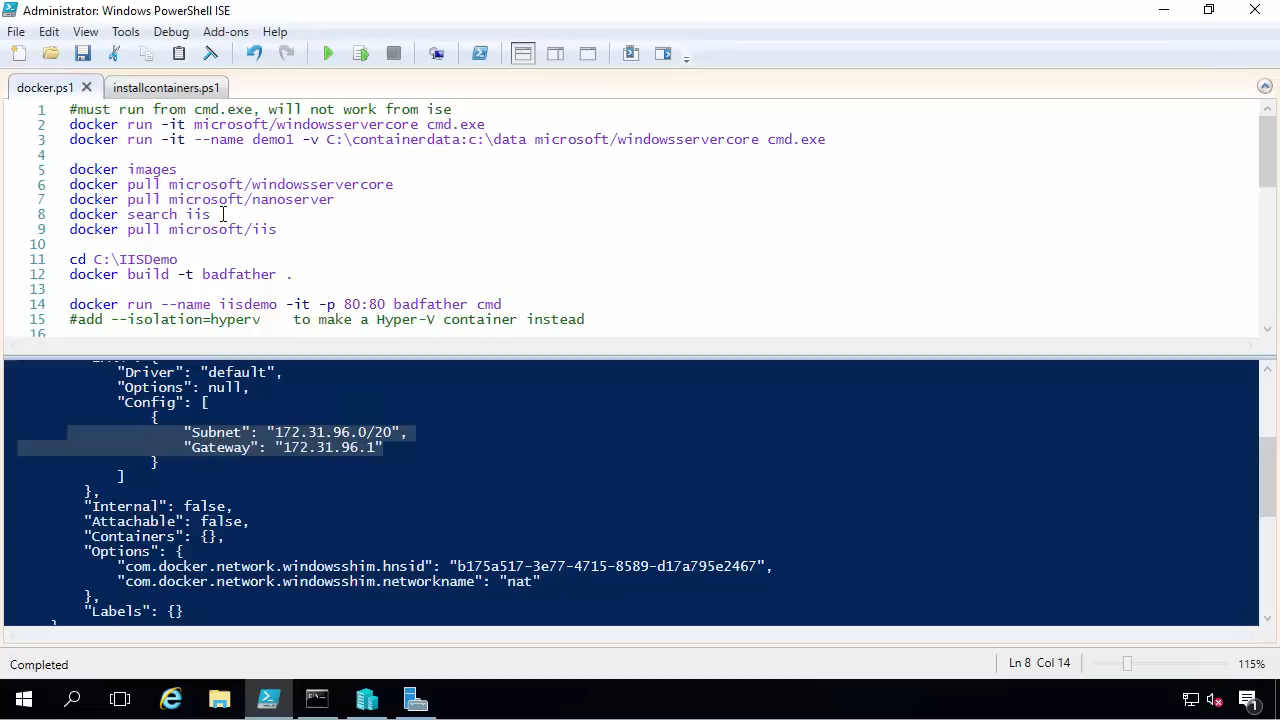 Administrator: Windows PowerShell ISE
File Edit View Tools Debug Add-ons Help
docker.ps1 installcontainers.ps1
1 #must run from cmd.exe, will not work from ise
2 docker run -it microsoft/windowsservercore cmd.exe
3 docker run -it --name demo1 -v C:\containerdata:c:\data microsoft/windowsservercore cmd.exe
4
5 docker images
6 docker pull microsoft/windowsservercore
7 docker pull microsoft/nanoserver
8 docker search iis
9 docker pull microsoft/iis
10
11 cd C:\IISDemo
12 docker build -t badfather .
13
14 docker run --name iisdemo -it -p 80:80 badfather cmd
15 #add --isolation=hyperv    to make a Hyper-V container instead
16
"Driver": "default",
"Options": null,
"Config": [
{
"Subnet": "172.31.96.0/20",
"Gateway": "172.31.96.1"
}
]
},
"Internal": false,
"Attachable": false,
"Containers": {},
"Options": {
"com.docker.network.windowsshim.hnsid": "b175a517-3e77-4715-8589-d17a795e2467",
"com.docker.network.windowsshim.networkname": "nat"
},
"Labels": {}
Completed Ln 8 Col 14 115%
1